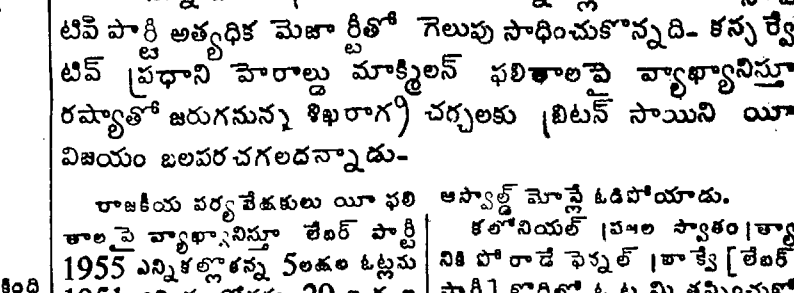 టివ్ పార్టీ అత్యధిక మెజార్టీతో గెలుపు సాధించుకొన్నది- కన్సర్వే
టివ్ ప్రధాని హెరాల్డు మాక్మిలన్ ఫలితాలపై వ్యాఖ్యానిస్తూ
రష్యాతో జరుగనున్న శిఖరాగ్ర చర్చలకు బ్రిటన్ సాయిని యీ
విజయం బలపరచగలదన్నాడు-
రాజకీయ పర్యవేక్షకులు యీ ఫలి
తాలపై వ్యాఖ్యానిస్తూ లేబర్ పార్టీ
1955 ఎన్నికల్లొకన్న 5లక్షల ఓట్లను
కింది
ఆస్వాల్డ్ మోస్లే ఓడిపోయాడు.
కలోనియల్ ప్రజల స్వాతంత్ర్యా
నికి పోరాడే ఫెన్నర్ బ్రాక్వే [లేబర్